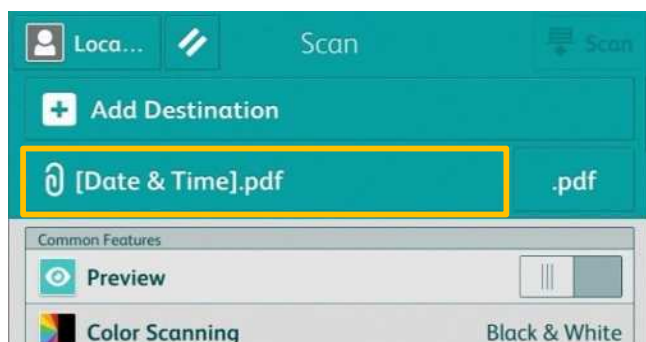 Loca... Scan Scan
Add Destination
[Date & Time].pdf .pdf
Common Features
Preview
Color Scanning Black & White